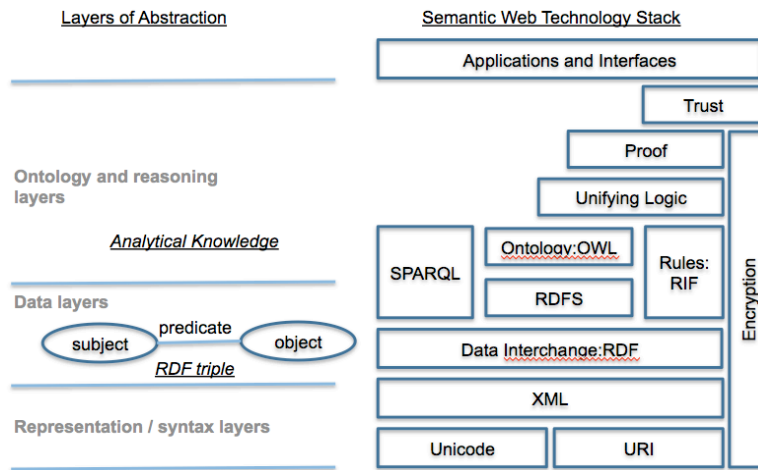 Layers of Abstraction
Semantic Web Technology Stack
Applications and Interfaces
Trust
Proof
Ontology and reasoning
layers
Unifying Logic
Analytical Knowledge
SPARQL
Ontology:OWL
Rules:
RIF
RDFS
Encryption
Data layers
subject
predicate
object
RDF triple
Data Interchange:RDF
XML
Representation / syntax layers
Unicode
URI